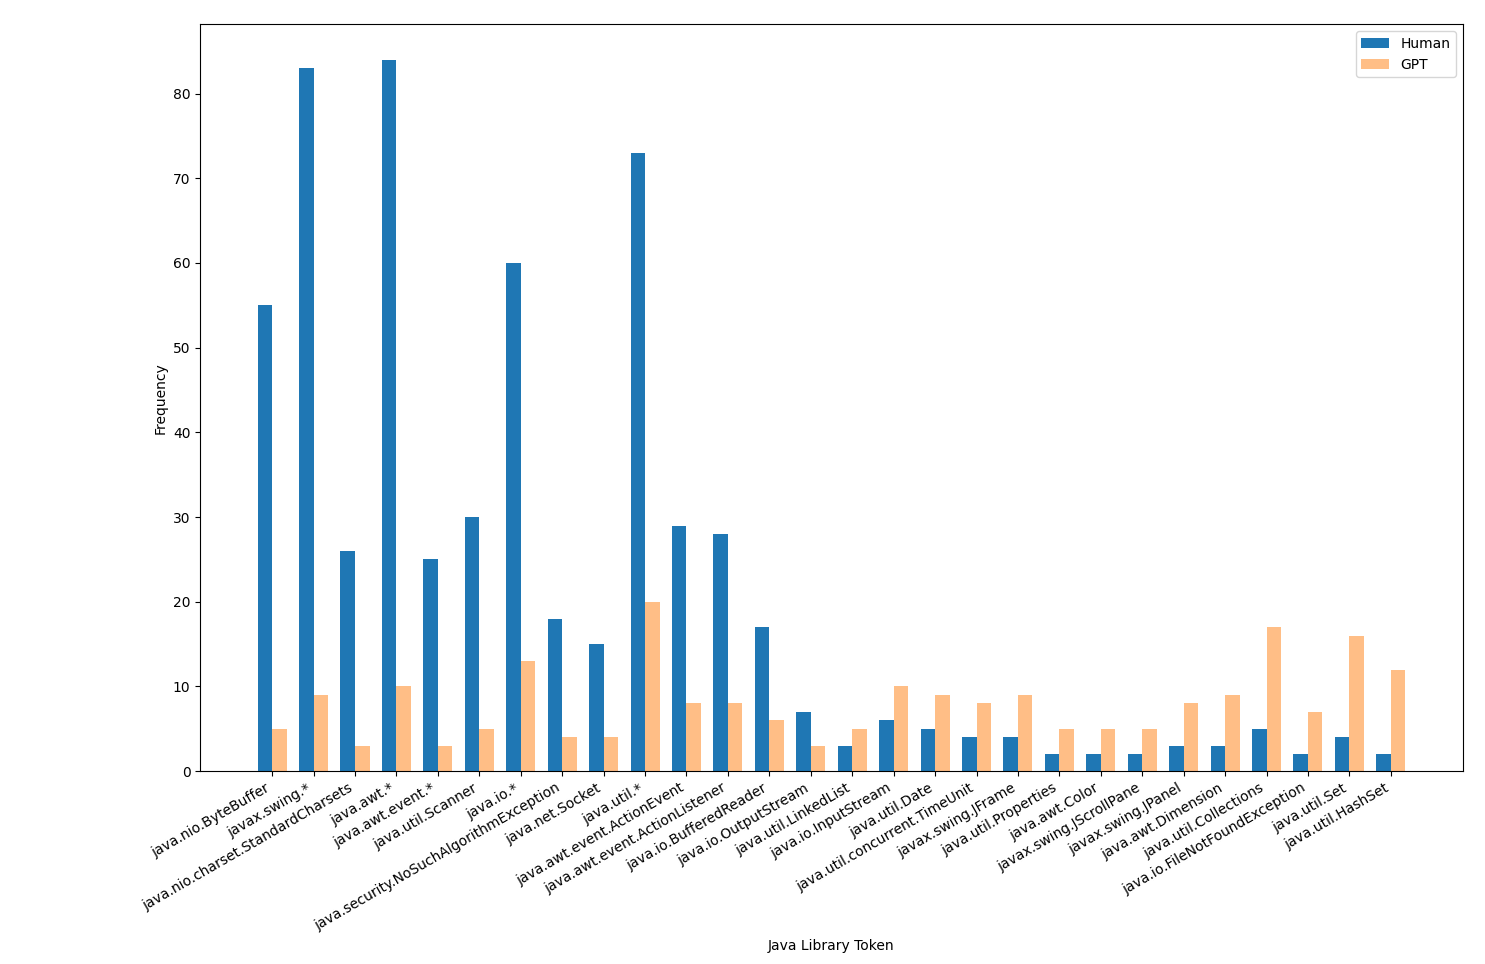 Human
GPT
80
70
60
50
40
30
20
10
0
Frequency
java.nio.ByteBuffer
javax.swing.*
java.nio.charset.StandardCharsets
java.awt.*
java.awt.event.*
java.util.Scanner
java.io.*
java.security.NoSuchAlgorithmException
java.net.Socket
java.util.*
java.awt.event.ActionEvent
java.awt.event.ActionListener
java.io.BufferedReader
java.io.OutputStream
java.util.LinkedList
java.io.InputStream
java.util.Date
java.util.concurrent.TimeUnit
javax.swing.JFrame
java.util.Properties
java.awt.Color
javax.swing.JScrollPane
javax.swing.JPanel
java.awt.Dimension
java.util.Collections
java.io.FileNotFoundException
java.util.Set
java.util.HashSet
Java Library Token